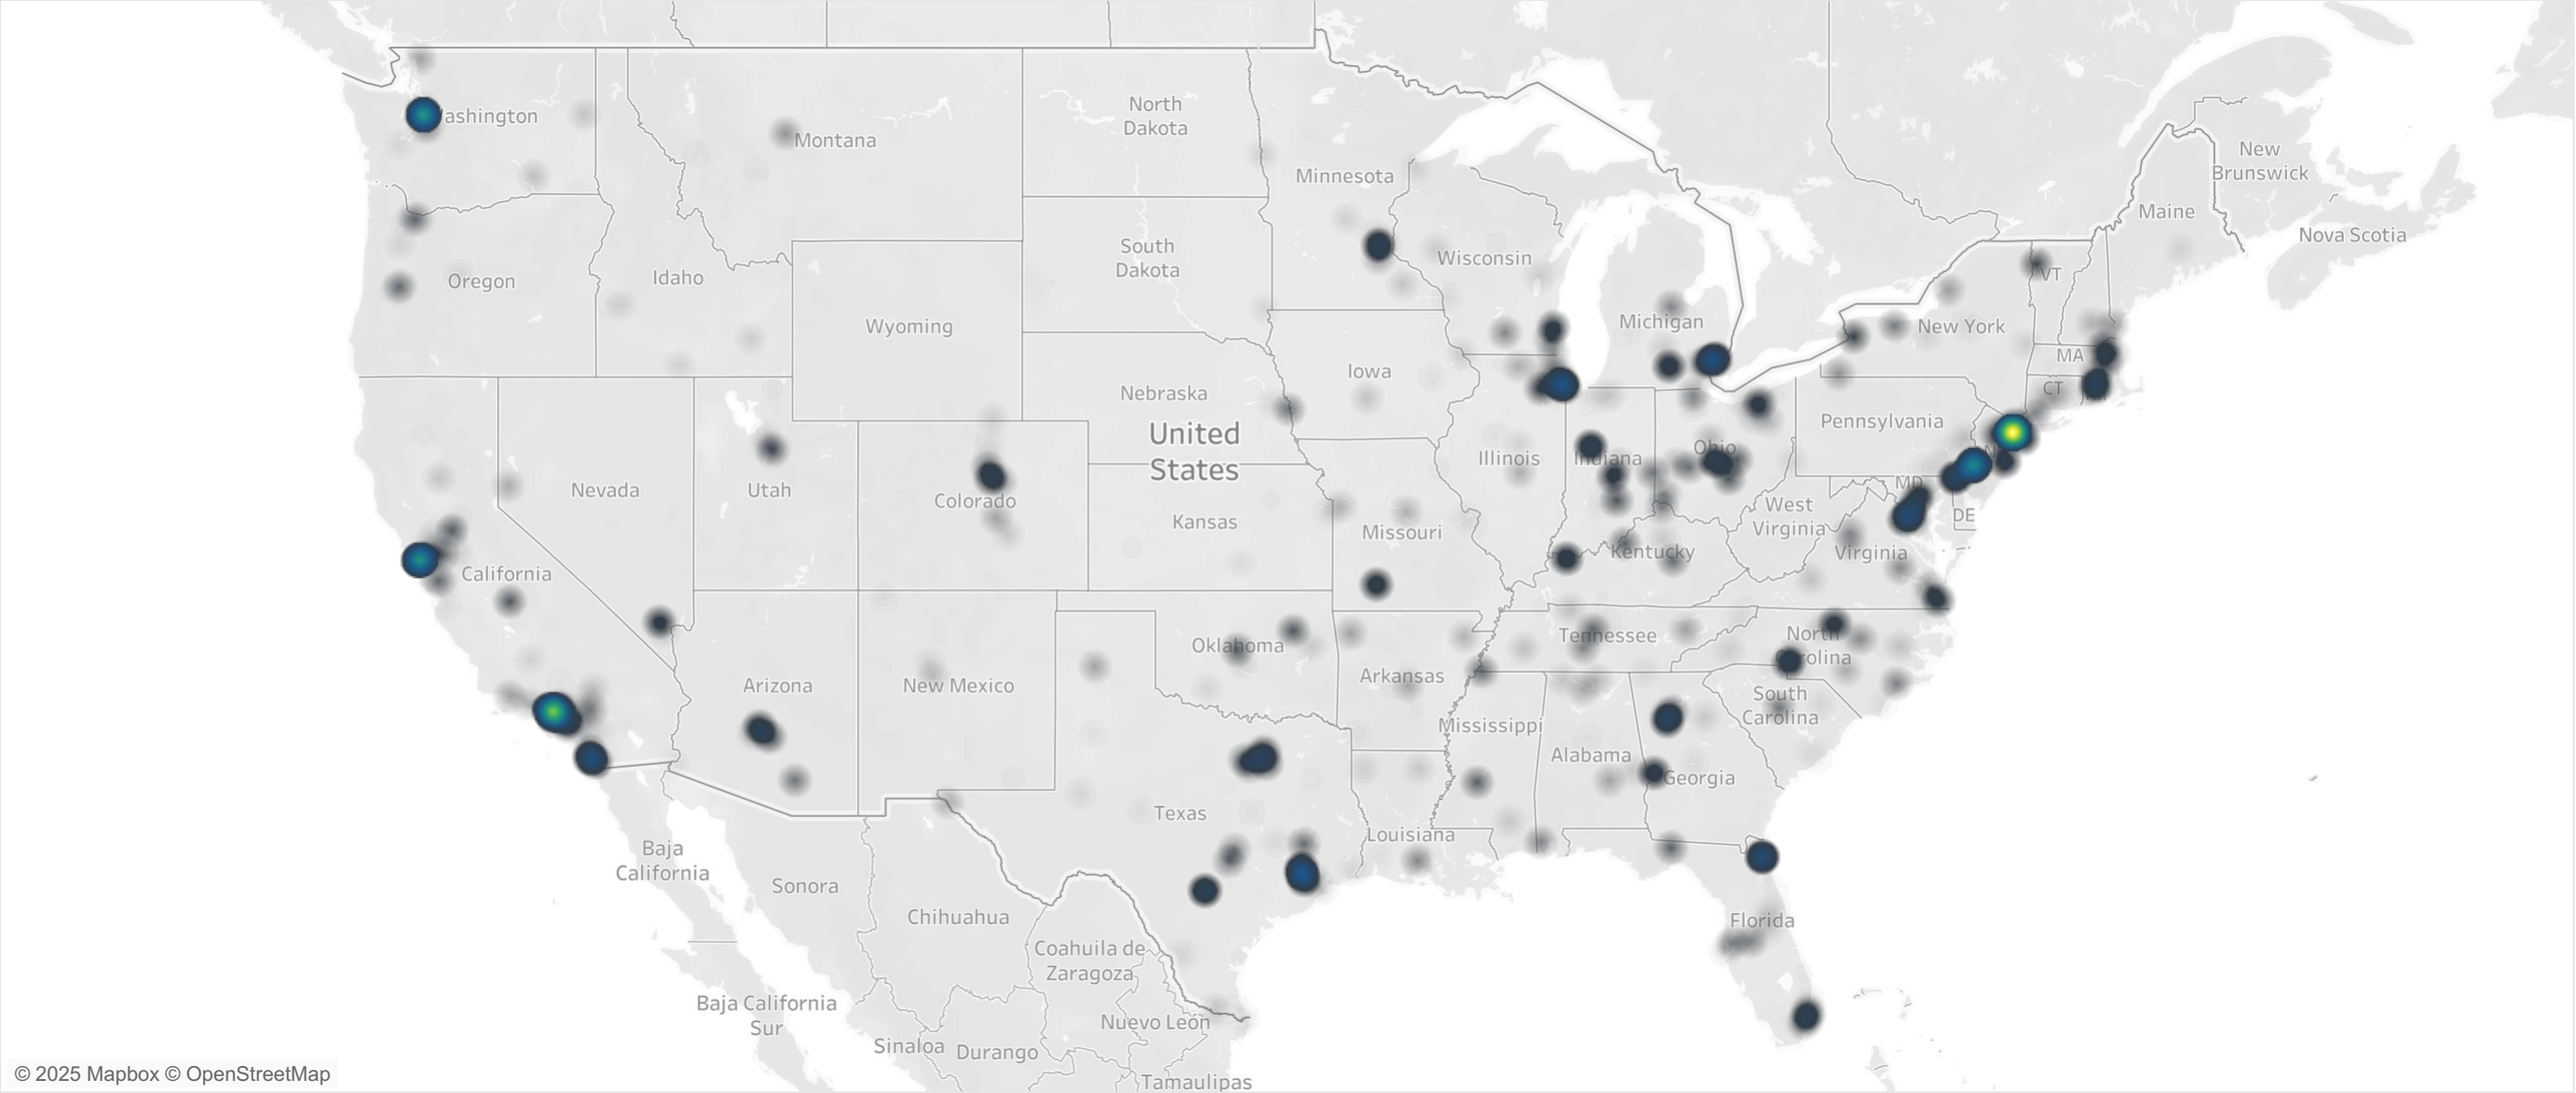 ashington
Montana
North
Dakota
Minnesota
New
Brunswick
Maine
Nova Scotia
Oregon
Idaho
South
Dakota
Wisconsin
VT
Wyoming
Michigan
New York
MA
Iowa
CT
Nebraska
Pennsylvania
United
States
Illinois
Indiana
Ohio
Nevada
Utah
Colorado
MD
West
Virginia
DE
Kansas
Missouri
Kentucky
Virginia
California
Oklahoma
Tennessee
North
Carolina
Arizona
New Mexico
Arkansas
South
Carolina
Mississippi
Alabama
Georgia
Texas
Louisiana
Baja
California
Sonora
Chihuahua
Florida
Coahuila de
Zaragoza
Baja California
Sur
Nuevo León
Sinaloa
Durango
Tamaulipas
© 2025 Mapbox © OpenStreetMap